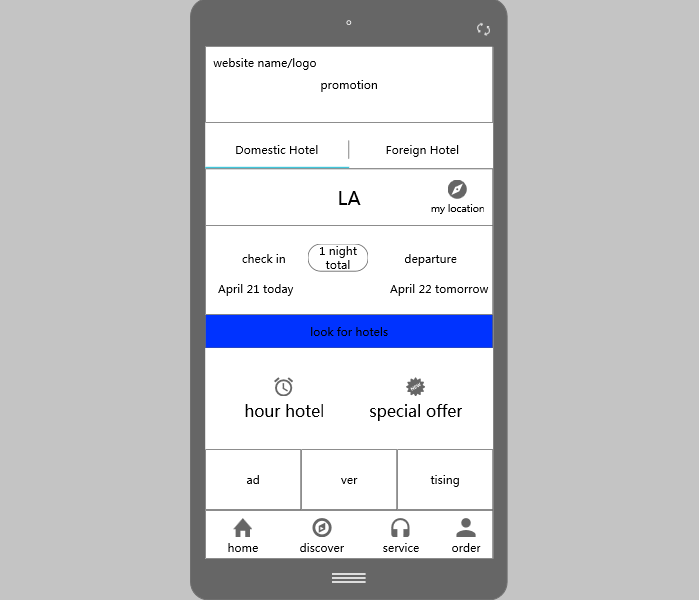 website name/logo
promotion
Domestic Hotel
Foreign Hotel
LA
my location
check in
1 night
total
departure
April 21 today
April 22 tomorrow
look for hotels
hour hotel
special offer
ad
ver
tising
home
discover
service
order